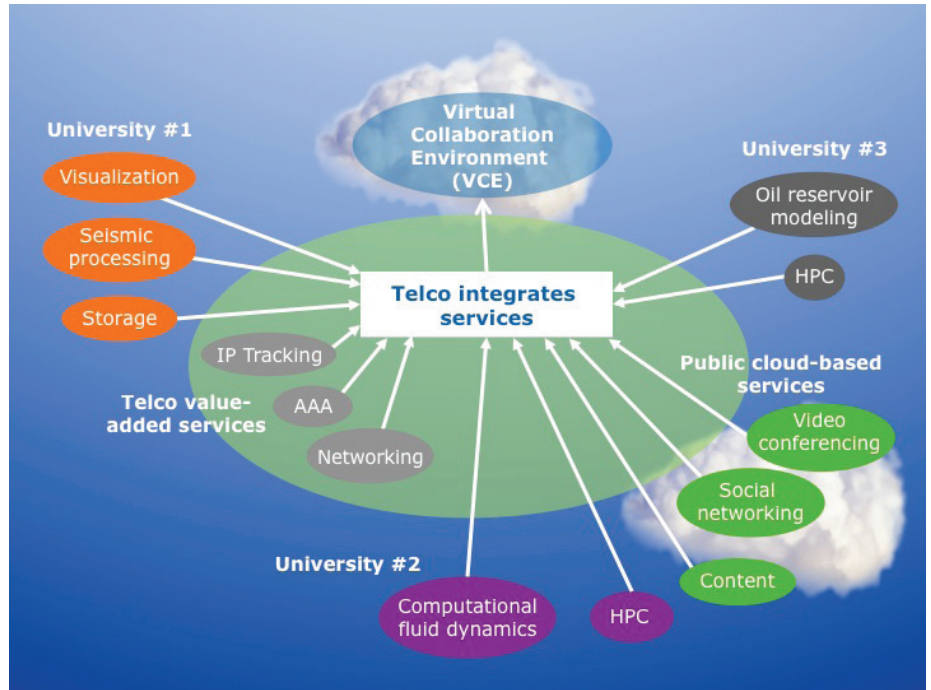 Virtual
Collaboration
Environment
(VCE)
University #1
Visualization
Seismic
processing
Storage
University #3
Oil reservoir
modeling
HPC
Telco integrates
services
IP Tracking
AAA
Networking
Telco value-
added services
Public cloud-based
services
Video
conferencing
Social
networking
Content
University #2
Computational
fluid dynamics
HPC